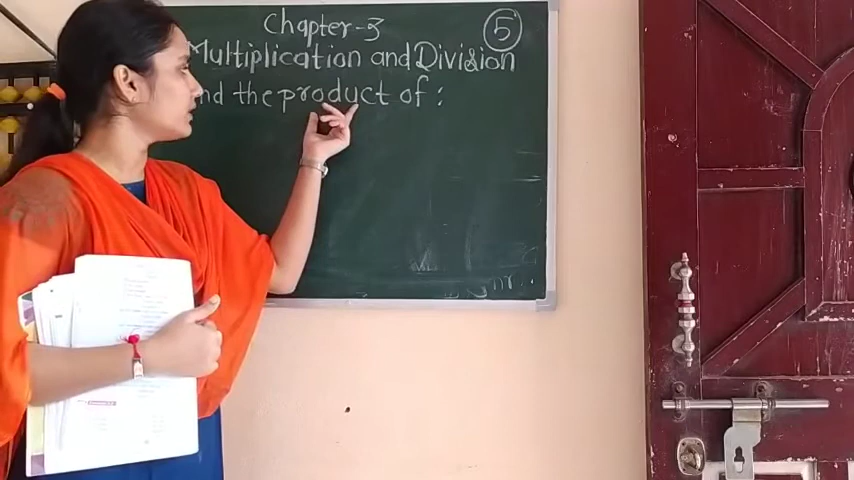 Chapter-3 5
Multiplication and Division
nd the product of :